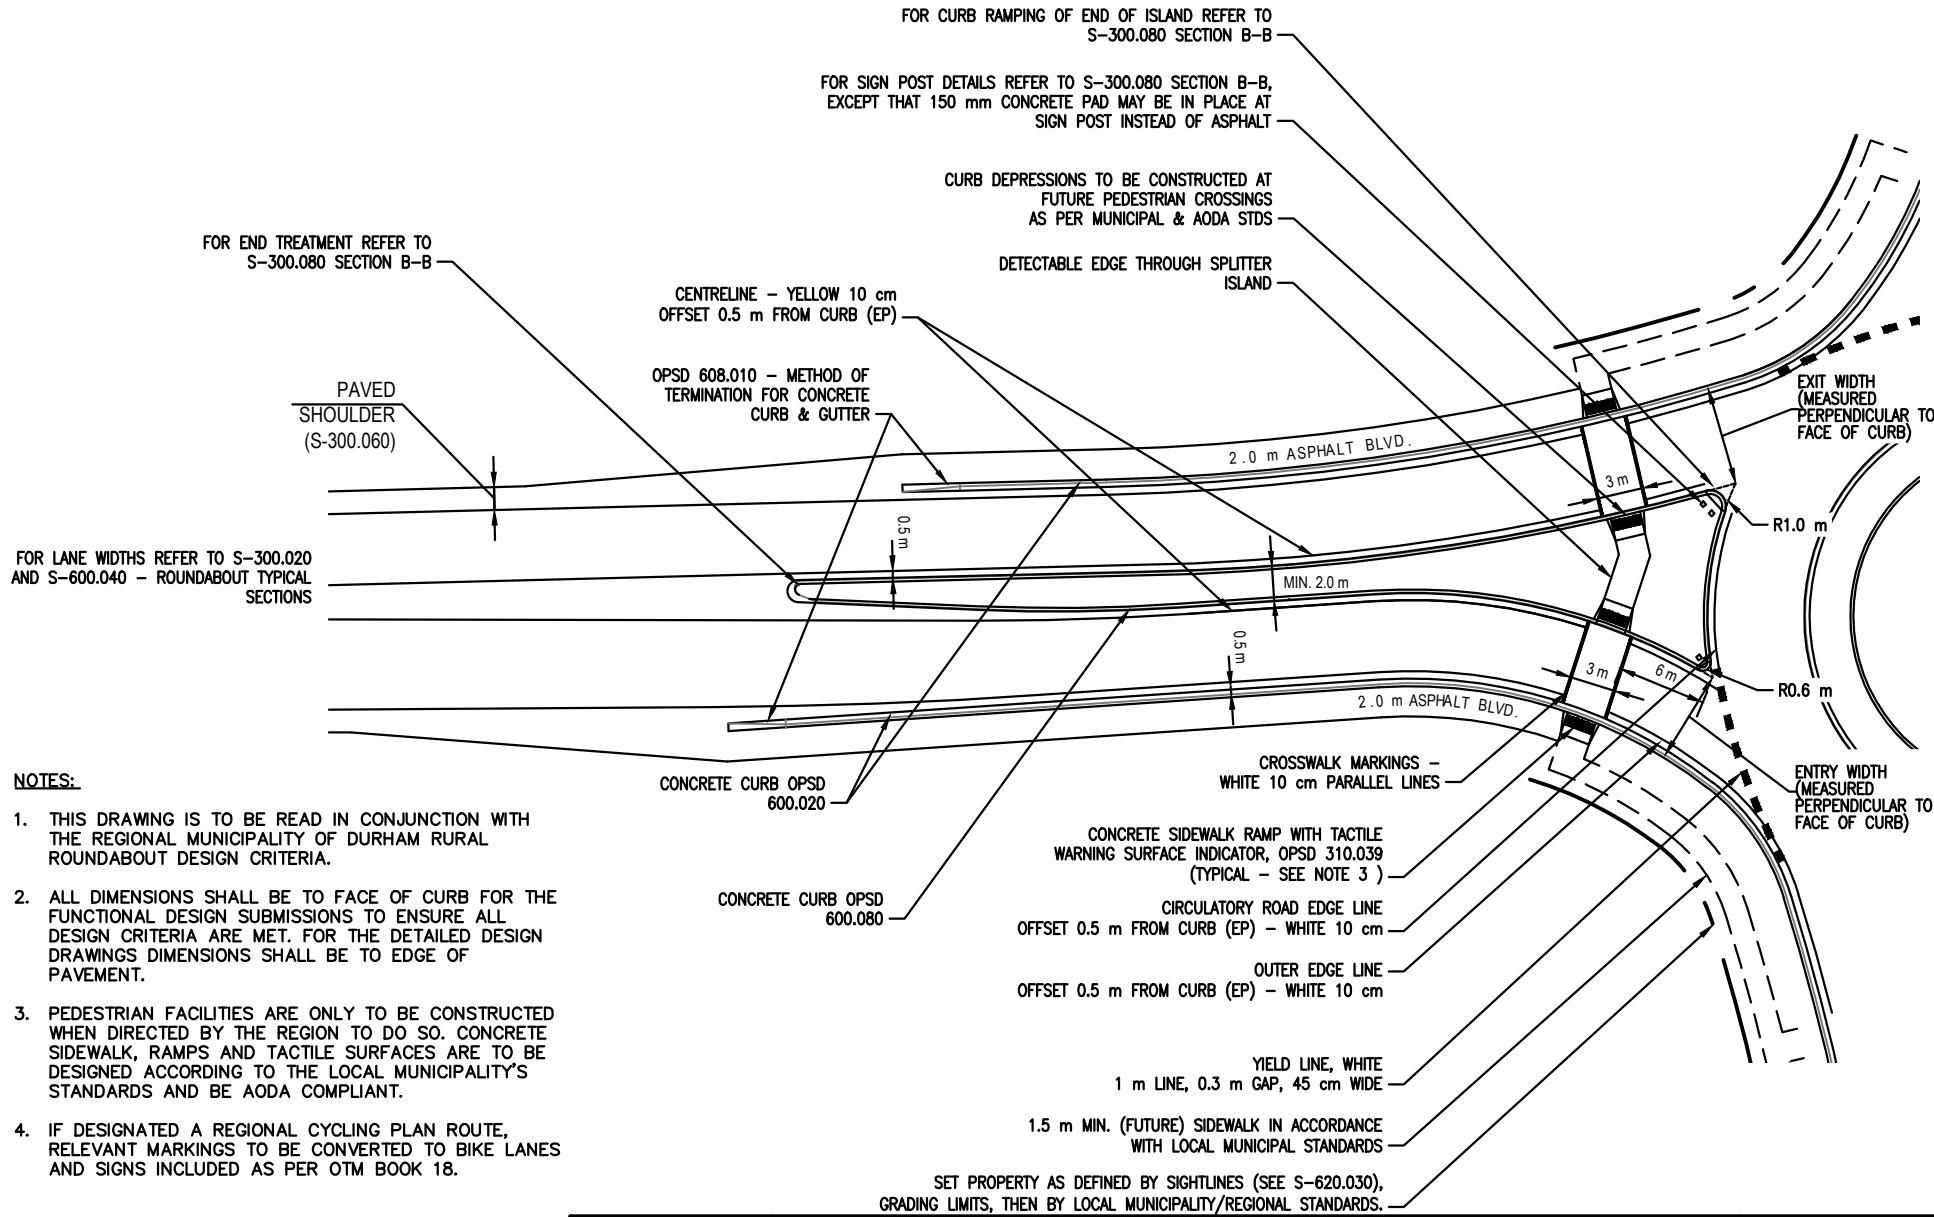 FOR CURB RAMPING OF END OF ISLAND REFER TO
S-300.080 SECTION B-B
FOR SIGN POST DETAILS REFER TO S-300.080 SECTION B-B,
EXCEPT THAT 150 mm CONCRETE PAD MAY BE IN PLACE AT
SIGN POST INSTEAD OF ASPHALT
CURB DEPRESSIONS TO BE CONSTRUCTED AT
FUTURE PEDESTRIAN CROSSINGS
AS PER MUNICIPAL & AODA STDS
DETECTABLE EDGE THROUGH SPLITTER
ISLAND
FOR END TREATMENT REFER TO
S-300.080 SECTION B-B
CENTRELINE - YELLOW 10 cm
OFFSET 0.5 m FROM CURB (EP)
OPSD 608.010 - METHOD OF
TERMINATION FOR CONCRETE
CURB & GUTTER
PAVED
SHOULDER
(S-300.060)
EXIT WIDTH
(MEASURED
PERPENDICULAR TO
FACE OF CURB)
2.0 m ASPHALT BLVD.
3 m
0.5 m
R1.0 m
FOR LANE WIDTHS REFER TO S-300.020
AND S-600.040 - ROUNDABOUT TYPICAL
SECTIONS
MIN. 2.0 m
0.5 m
3 m
6 m
R0.6 m
2.0 m ASPHALT BLVD.
CONCRETE CURB OPSD
600.020
CROSSWALK MARKINGS -
WHITE 10 cm PARALLEL LINES
ENTRY WIDTH
(MEASURED
PERPENDICULAR TO
FACE OF CURB)
CONCRETE SIDEWALK RAMP WITH TACTILE
WARNING SURFACE INDICATOR, OPSD 310.039
(TYPICAL - SEE NOTE 3 )
CONCRETE CURB OPSD
600.080
CIRCULATORY ROAD EDGE LINE
OFFSET 0.5 m FROM CURB (EP) - WHITE 10 cm
OUTER EDGE LINE
OFFSET 0.5 m FROM CURB (EP) - WHITE 10 cm
YIELD LINE, WHITE
1 m LINE, 0.3 m GAP, 45 cm WIDE
1.5 m MIN. (FUTURE) SIDEWALK IN ACCORDANCE
WITH LOCAL MUNICIPAL STANDARDS
SET PROPERTY AS DEFINED BY SIGHTLINES (SEE S-620.030),
GRADING LIMITS, THEN BY LOCAL MUNICIPALITY/REGIONAL STANDARDS.
NOTES:
1. THIS DRAWING IS TO BE READ IN CONJUNCTION WITH
THE REGIONAL MUNICIPALITY OF DURHAM RURAL
ROUNDABOUT DESIGN CRITERIA.
2. ALL DIMENSIONS SHALL BE TO FACE OF CURB FOR THE
FUNCTIONAL DESIGN SUBMISSIONS TO ENSURE ALL
DESIGN CRITERIA ARE MET. FOR THE DETAILED DESIGN
DRAWINGS DIMENSIONS SHALL BE TO EDGE OF
PAVEMENT.
3. PEDESTRIAN FACILITIES ARE ONLY TO BE CONSTRUCTED
WHEN DIRECTED BY THE REGION TO DO SO. CONCRETE
SIDEWALK, RAMPS AND TACTILE SURFACES ARE TO BE
DESIGNED ACCORDING TO THE LOCAL MUNICIPALITY'S
STANDARDS AND BE AODA COMPLIANT.
4. IF DESIGNATED A REGIONAL CYCLING PLAN ROUTE,
RELEVANT MARKINGS TO BE CONVERTED TO BIKE LANES
AND SIGNS INCLUDED AS PER OTM BOOK 18.